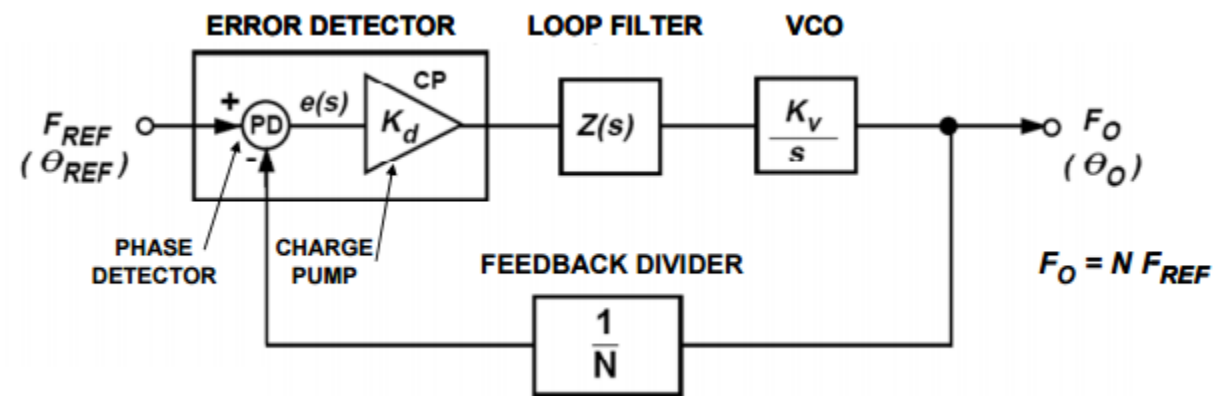 ERROR DETECTOR
LOOP FILTER
VCO
CP
+
PD
e(s)
K_d
Z(s)
K_v
s
F_REF
( Θ_REF)
-
F_O
( Θ_O)
PHASE
DETECTOR
CHARGE
PUMP
FEEDBACK DIVIDER
1
N
F_O = N F_REF